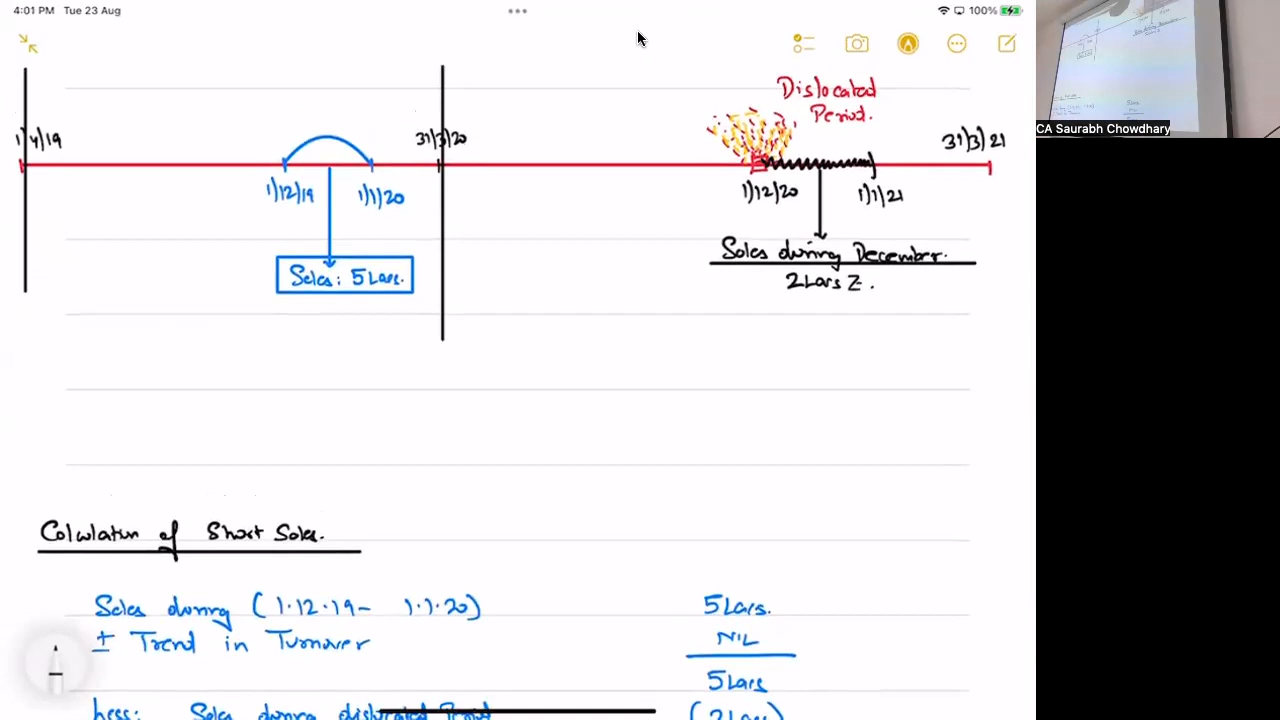 4:01 PM Tue 23 Aug
100%
Dislocated
Period.
1/4/19
31/3/20
31/3/21
1/12/19
1/1/20
1/12/20
1/1/21
Sales: 5 Lacs.
Sales during December.
2 Lacs
CA Saurabh Chowdhary
Calculation of Short Sales.
Sales during (1.12.19 - 1.1.20) 5 Lacs.
± Trend in Turnover NIL
5 Lacs
Less: Sales during dislocated Period (2 Lacs)